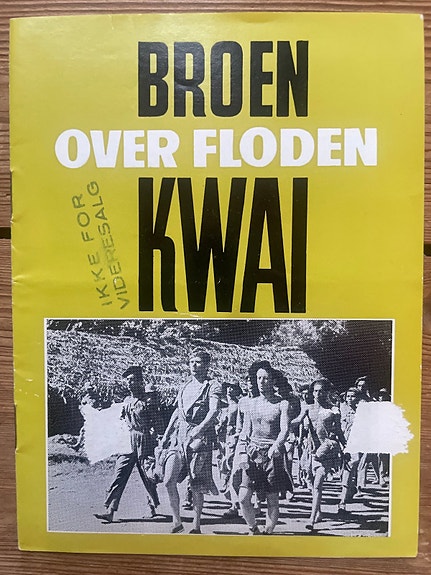 BROEN
OVER FLODEN
KWAI
IKKE FOR
VIDERESALG